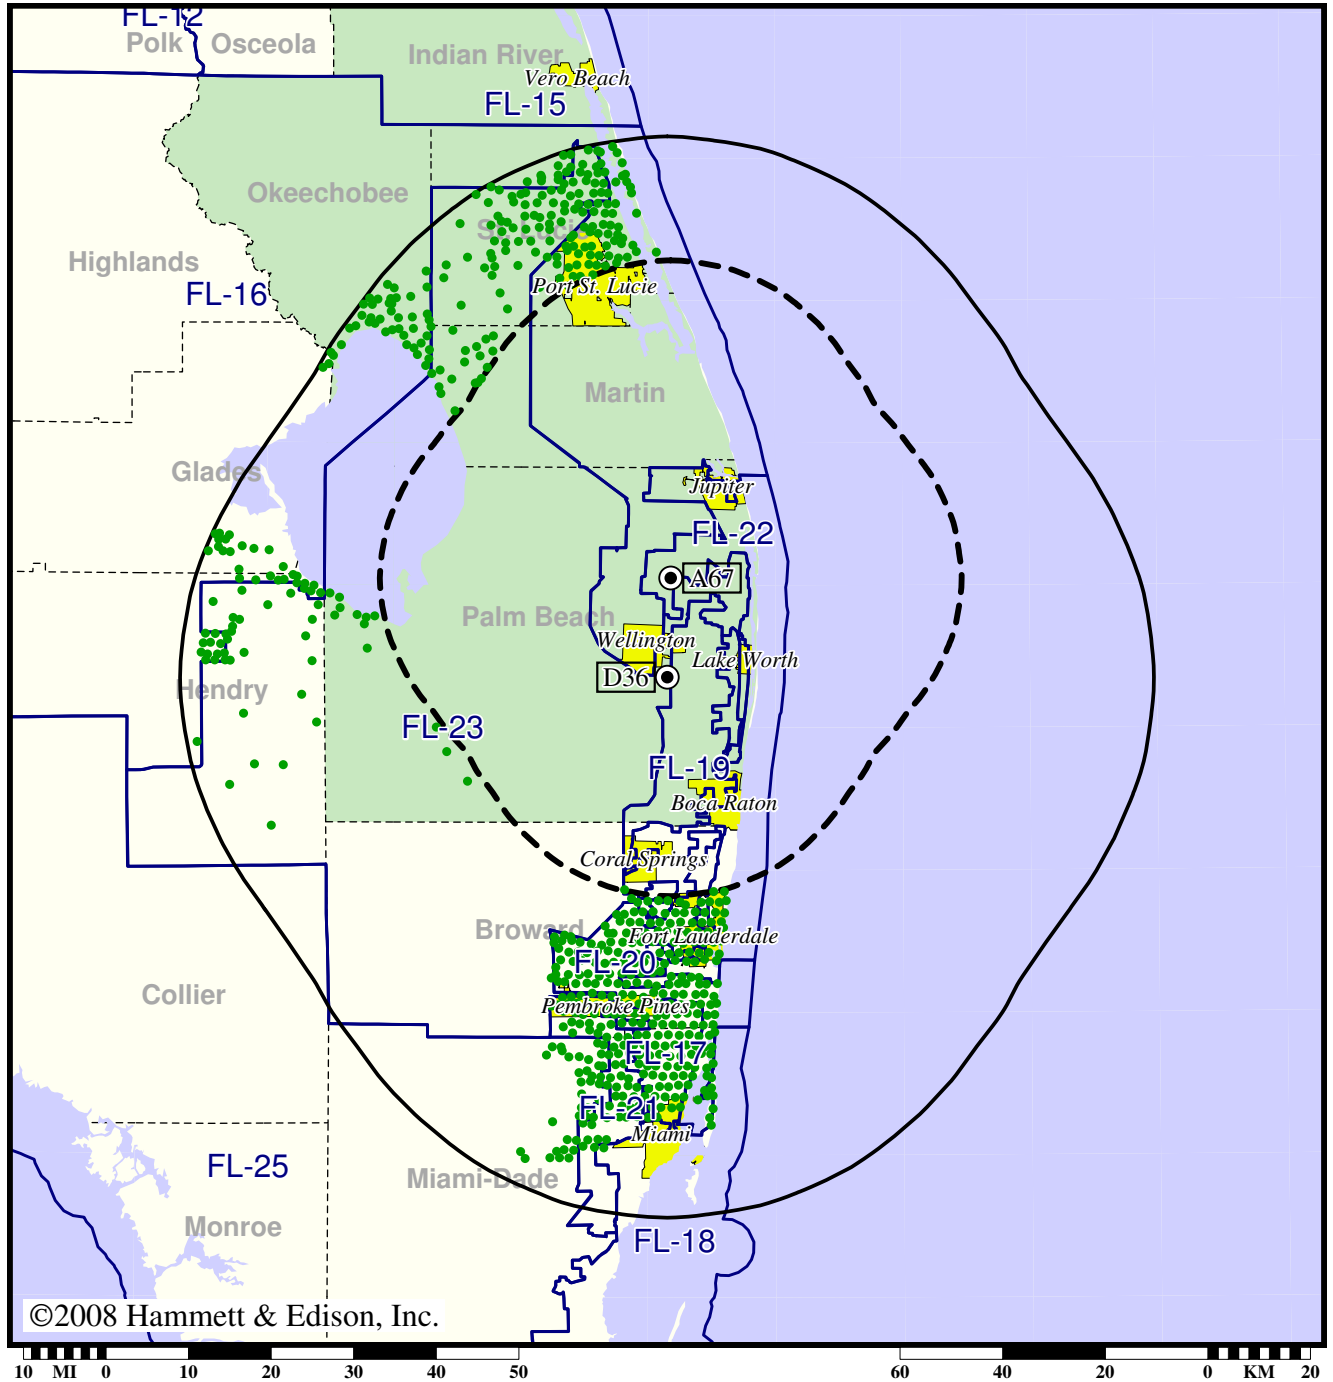 FL-12
Polk
Osceola
Indian River
Vero Beach
FL-15
Okeechobee
St. Lucie
Highlands
FL-16
Port St. Lucie
Martin
Glades
Jupiter
FL-22
A67
Palm Beach
Wellington
Lake Worth
D36
Hendry
FL-23
FL-19
Boca Raton
Coral Springs
Broward
Fort Lauderdale
FL-20
Collier
Pembroke Pines
FL-17
FL-21
Miami
FL-25
Miami-Dade
Monroe
FL-18
©2008 Hammett & Edison, Inc.
10 MI 0 10 20 30 40 50 60 40 20 0 KM 20